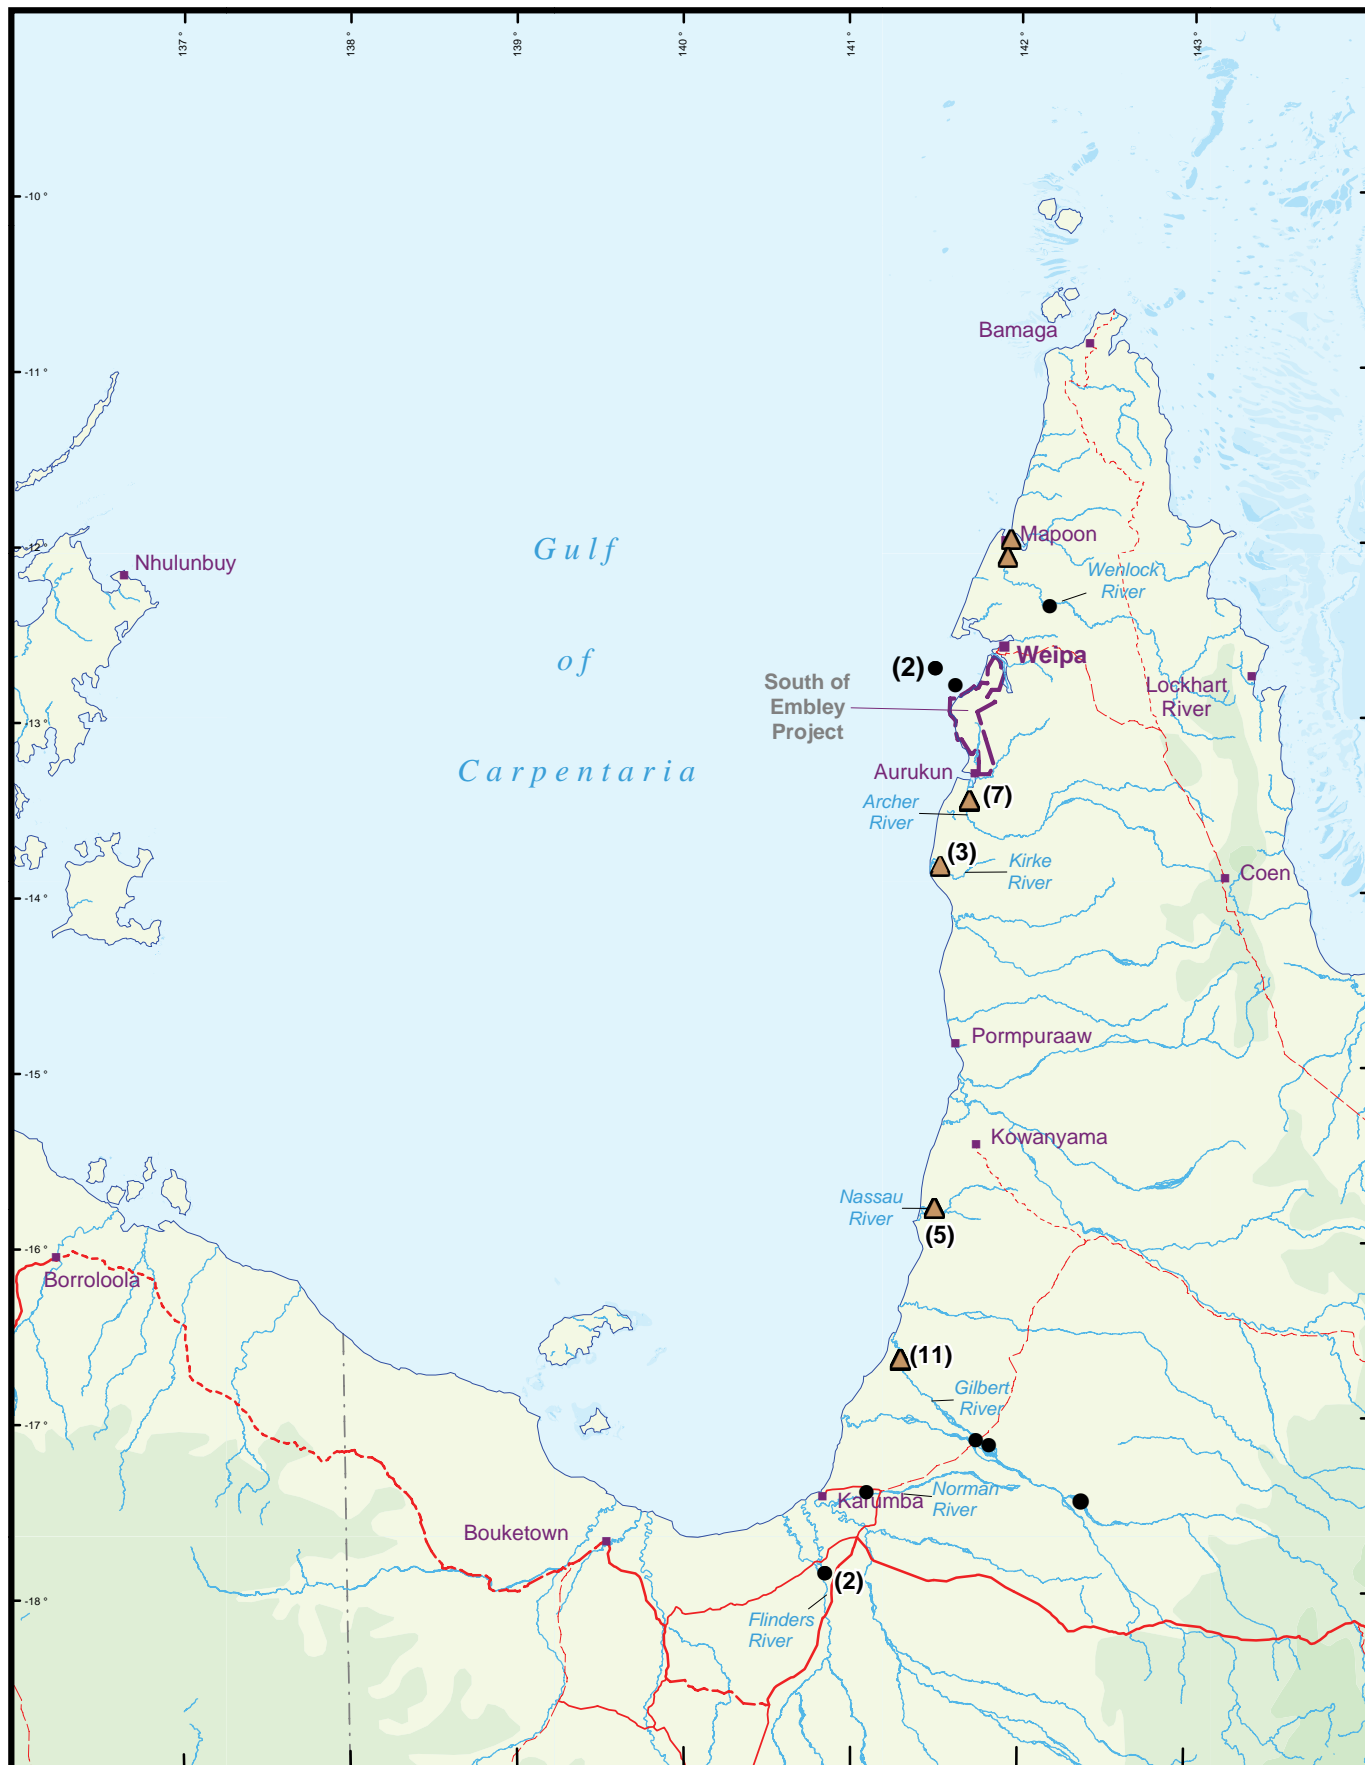 137 °
138 °
139 °
140 °
141 °
142 °
143 °
-10 °
-11 °
-12 °
-13 °
-14 °
-15 °
-16 °
-17 °
-18 °
Bamaga
Gulf
of
Carpentaria
Nhulunbuy
Mapoon
Wenlock
River
Weipa
(2)
South of
Embley
Project
Lockhart
River
Aurukun
(7)
Archer
River
(3)
Kirke
River
Coen
Pormpuraaw
Kowanyama
Nassau
River
(5)
Borroloola
(11)
Gilbert
River
Karumba
Norman
River
Bouketown
(2)
Flinders
River